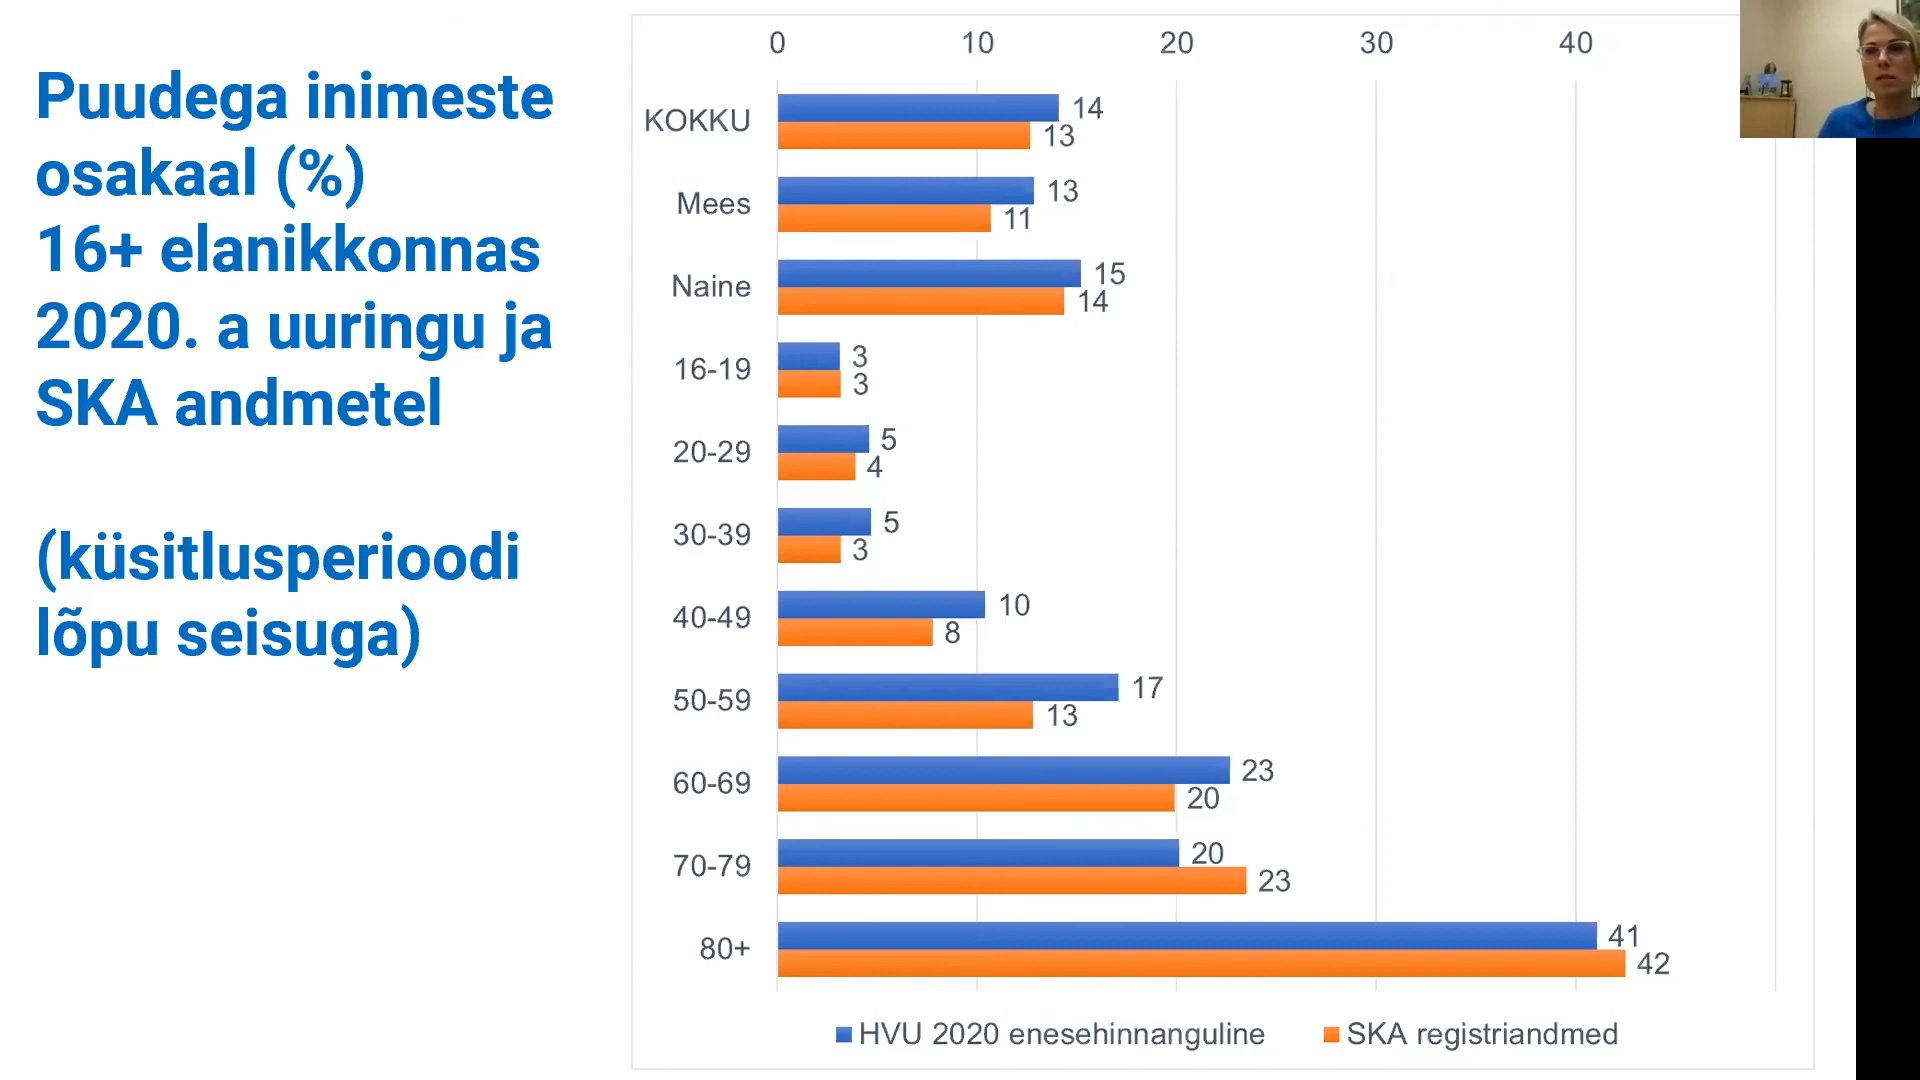 Puudega inimeste
osakaal (%)
16+ elanikkonnas
2020. a uuringu ja
SKA andmetel
(küsitlusperioodi
lõpu seisuga)
0 10 20 30 40
KOKKU 14
13
Mees 13
11
Naine 15
14
16-19 3
3
20-29 5
4
30-39 5
3
40-49 10
8
50-59 17
13
60-69 23
20
70-79 20
23
80+ 41
42
HVU 2020 enesehinnanguline SKA registriandmed